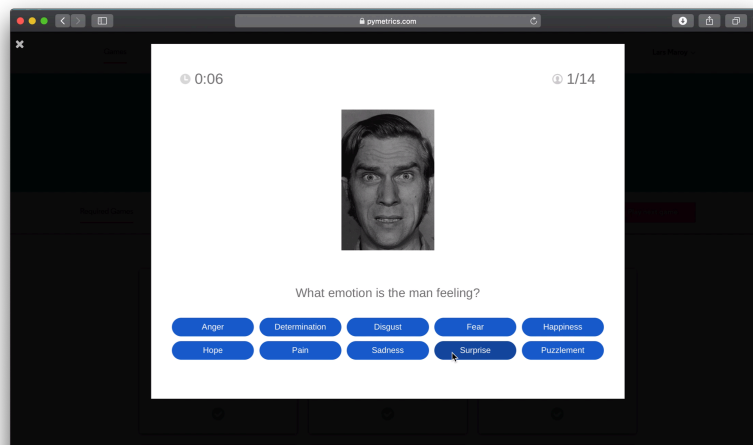 pymetrics.com
0:06
1/14
What emotion is the man feeling?
Anger
Determination
Disgust
Fear
Happiness
Hope
Pain
Sadness
Surprise
Puzzlement